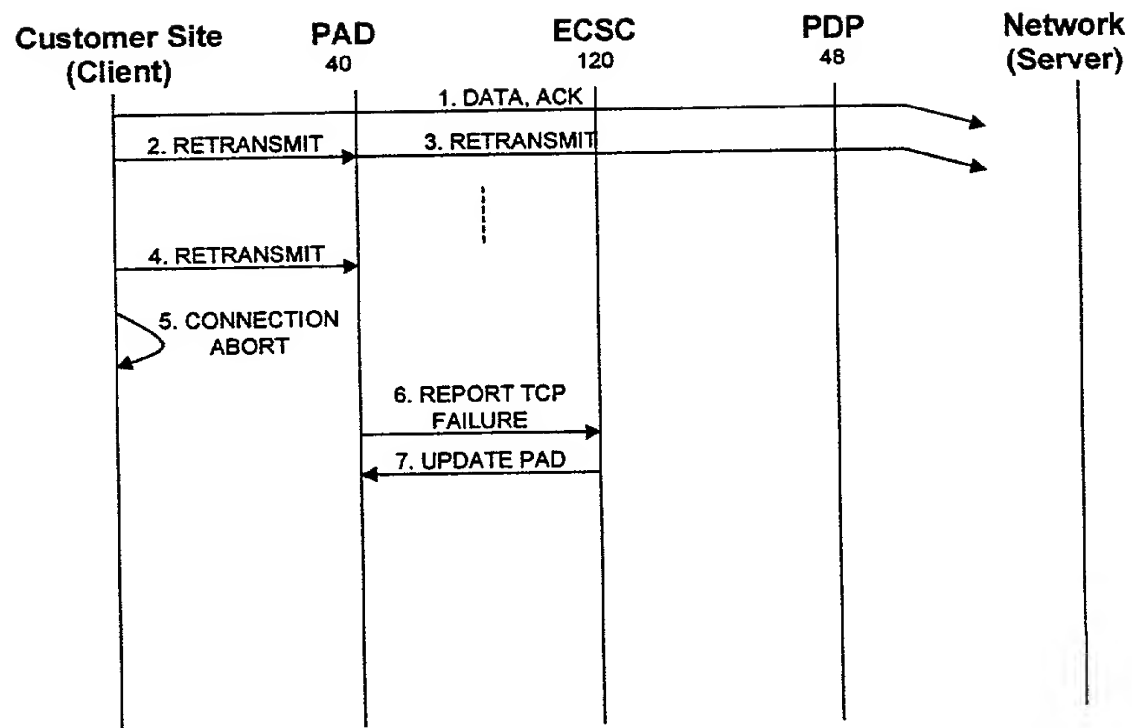 Customer Site
(Client)
PAD
40
ECSC
120
PDP
48
Network
(Server)
1. DATA, ACK
2. RETRANSMIT
3. RETRANSMIT
4. RETRANSMIT
5. CONNECTION
ABORT
6. REPORT TCP
FAILURE
7. UPDATE PAD